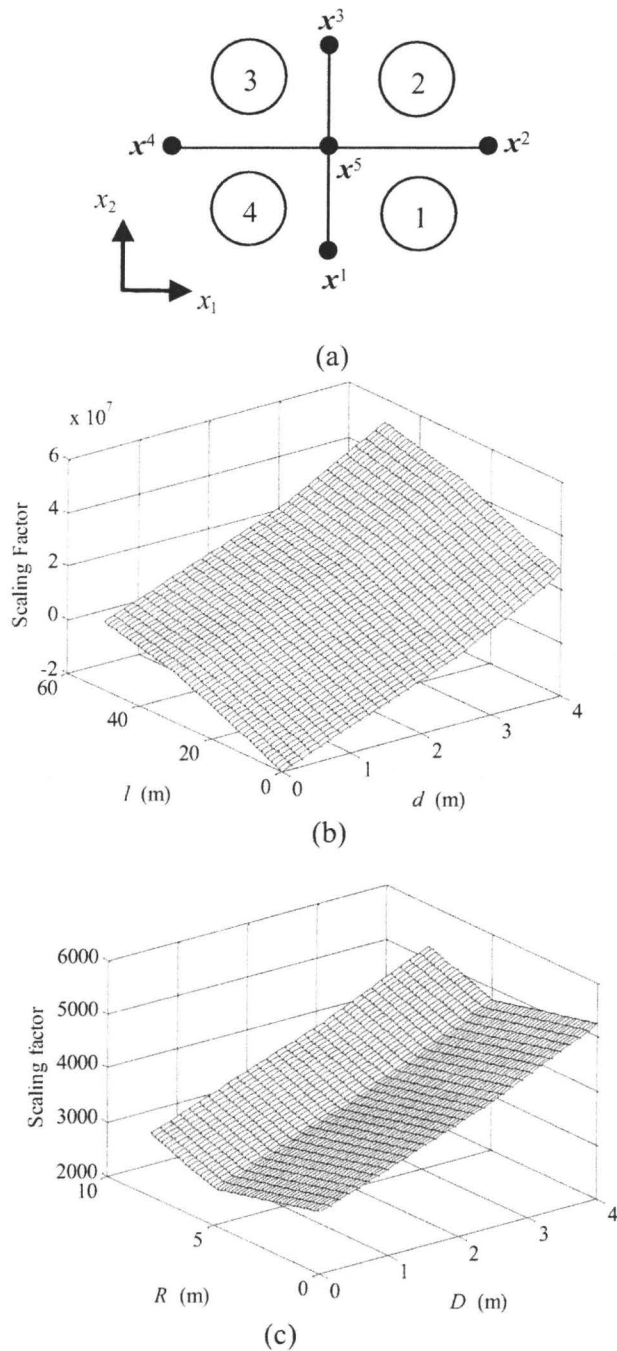 x³
3 2
x⁴ x⁵ x²
x₂
4 1
x¹
x₁
(a)
x 10⁷
6
4
2
0
-2
Scaling Factor
60
40
20
0
0
1
2
3
4
l (m)
d (m)
(b)
6000
5000
4000
3000
2000
Scaling factor
10
5
0
0
1
2
3
4
R (m)
D (m)
(c)